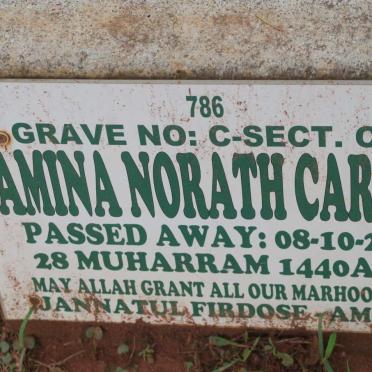 786
GRAVE NO: C-SECT. C
AMINA NORATH CAR
PASSED AWAY: 08-10-2
28 MUHARRAM 1440A
MAY ALLAH GRANT ALL OUR MARHOO
JANNATUL FIRDOSE - AM